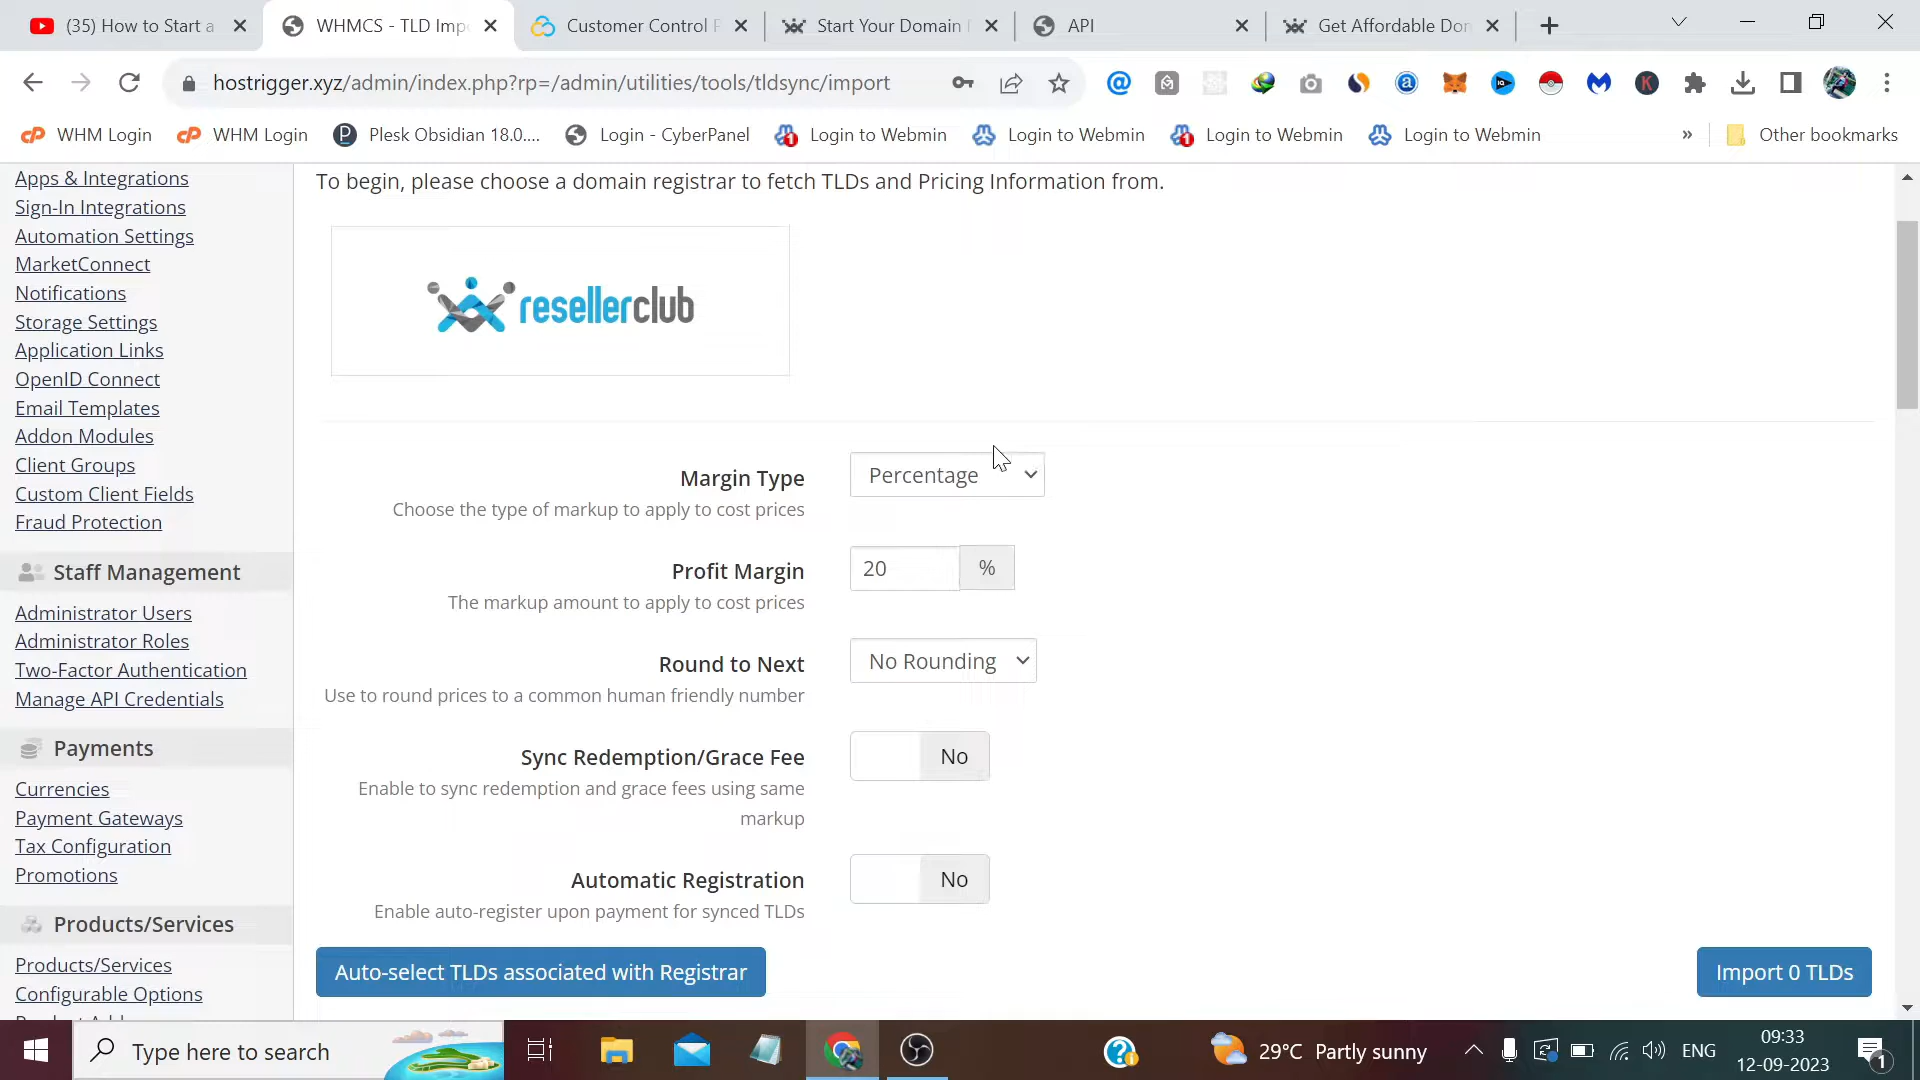 (35) How to Start a
WHMCS - TLD Imp
Customer Control P
Start Your Domain
API
Get Affordable Don
hostrigger.xyz/admin/index.php?rp=/admin/utilities/tools/tldsync/import
WHM Login
WHM Login
Plesk Obsidian 18.0....
Login - CyberPanel
Login to Webmin
Login to Webmin
Login to Webmin
Login to Webmin
»
Other bookmarks
Apps & Integrations
Sign-In Integrations
Automation Settings
MarketConnect
Notifications
Storage Settings
Application Links
OpenID Connect
Email Templates
Addon Modules
Client Groups
Custom Client Fields
Fraud Protection
Staff Management
Administrator Users
Administrator Roles
Two-Factor Authentication
Manage API Credentials
Payments
Currencies
Payment Gateways
Tax Configuration
Promotions
Products/Services
Products/Services
Configurable Options
To begin, please choose a domain registrar to fetch TLDs and Pricing Information from.
resellerclub
Margin Type
Percentage
Choose the type of markup to apply to cost prices
Profit Margin
20 %
The markup amount to apply to cost prices
Round to Next
No Rounding
Use to round prices to a common human friendly number
Sync Redemption/Grace Fee
No
Enable to sync redemption and grace fees using same
markup
Automatic Registration
No
Enable auto-register upon payment for synced TLDs
Auto-select TLDs associated with Registrar
Import 0 TLDs
Type here to search
29°C Partly sunny
ENG
09:33
12-09-2023
1